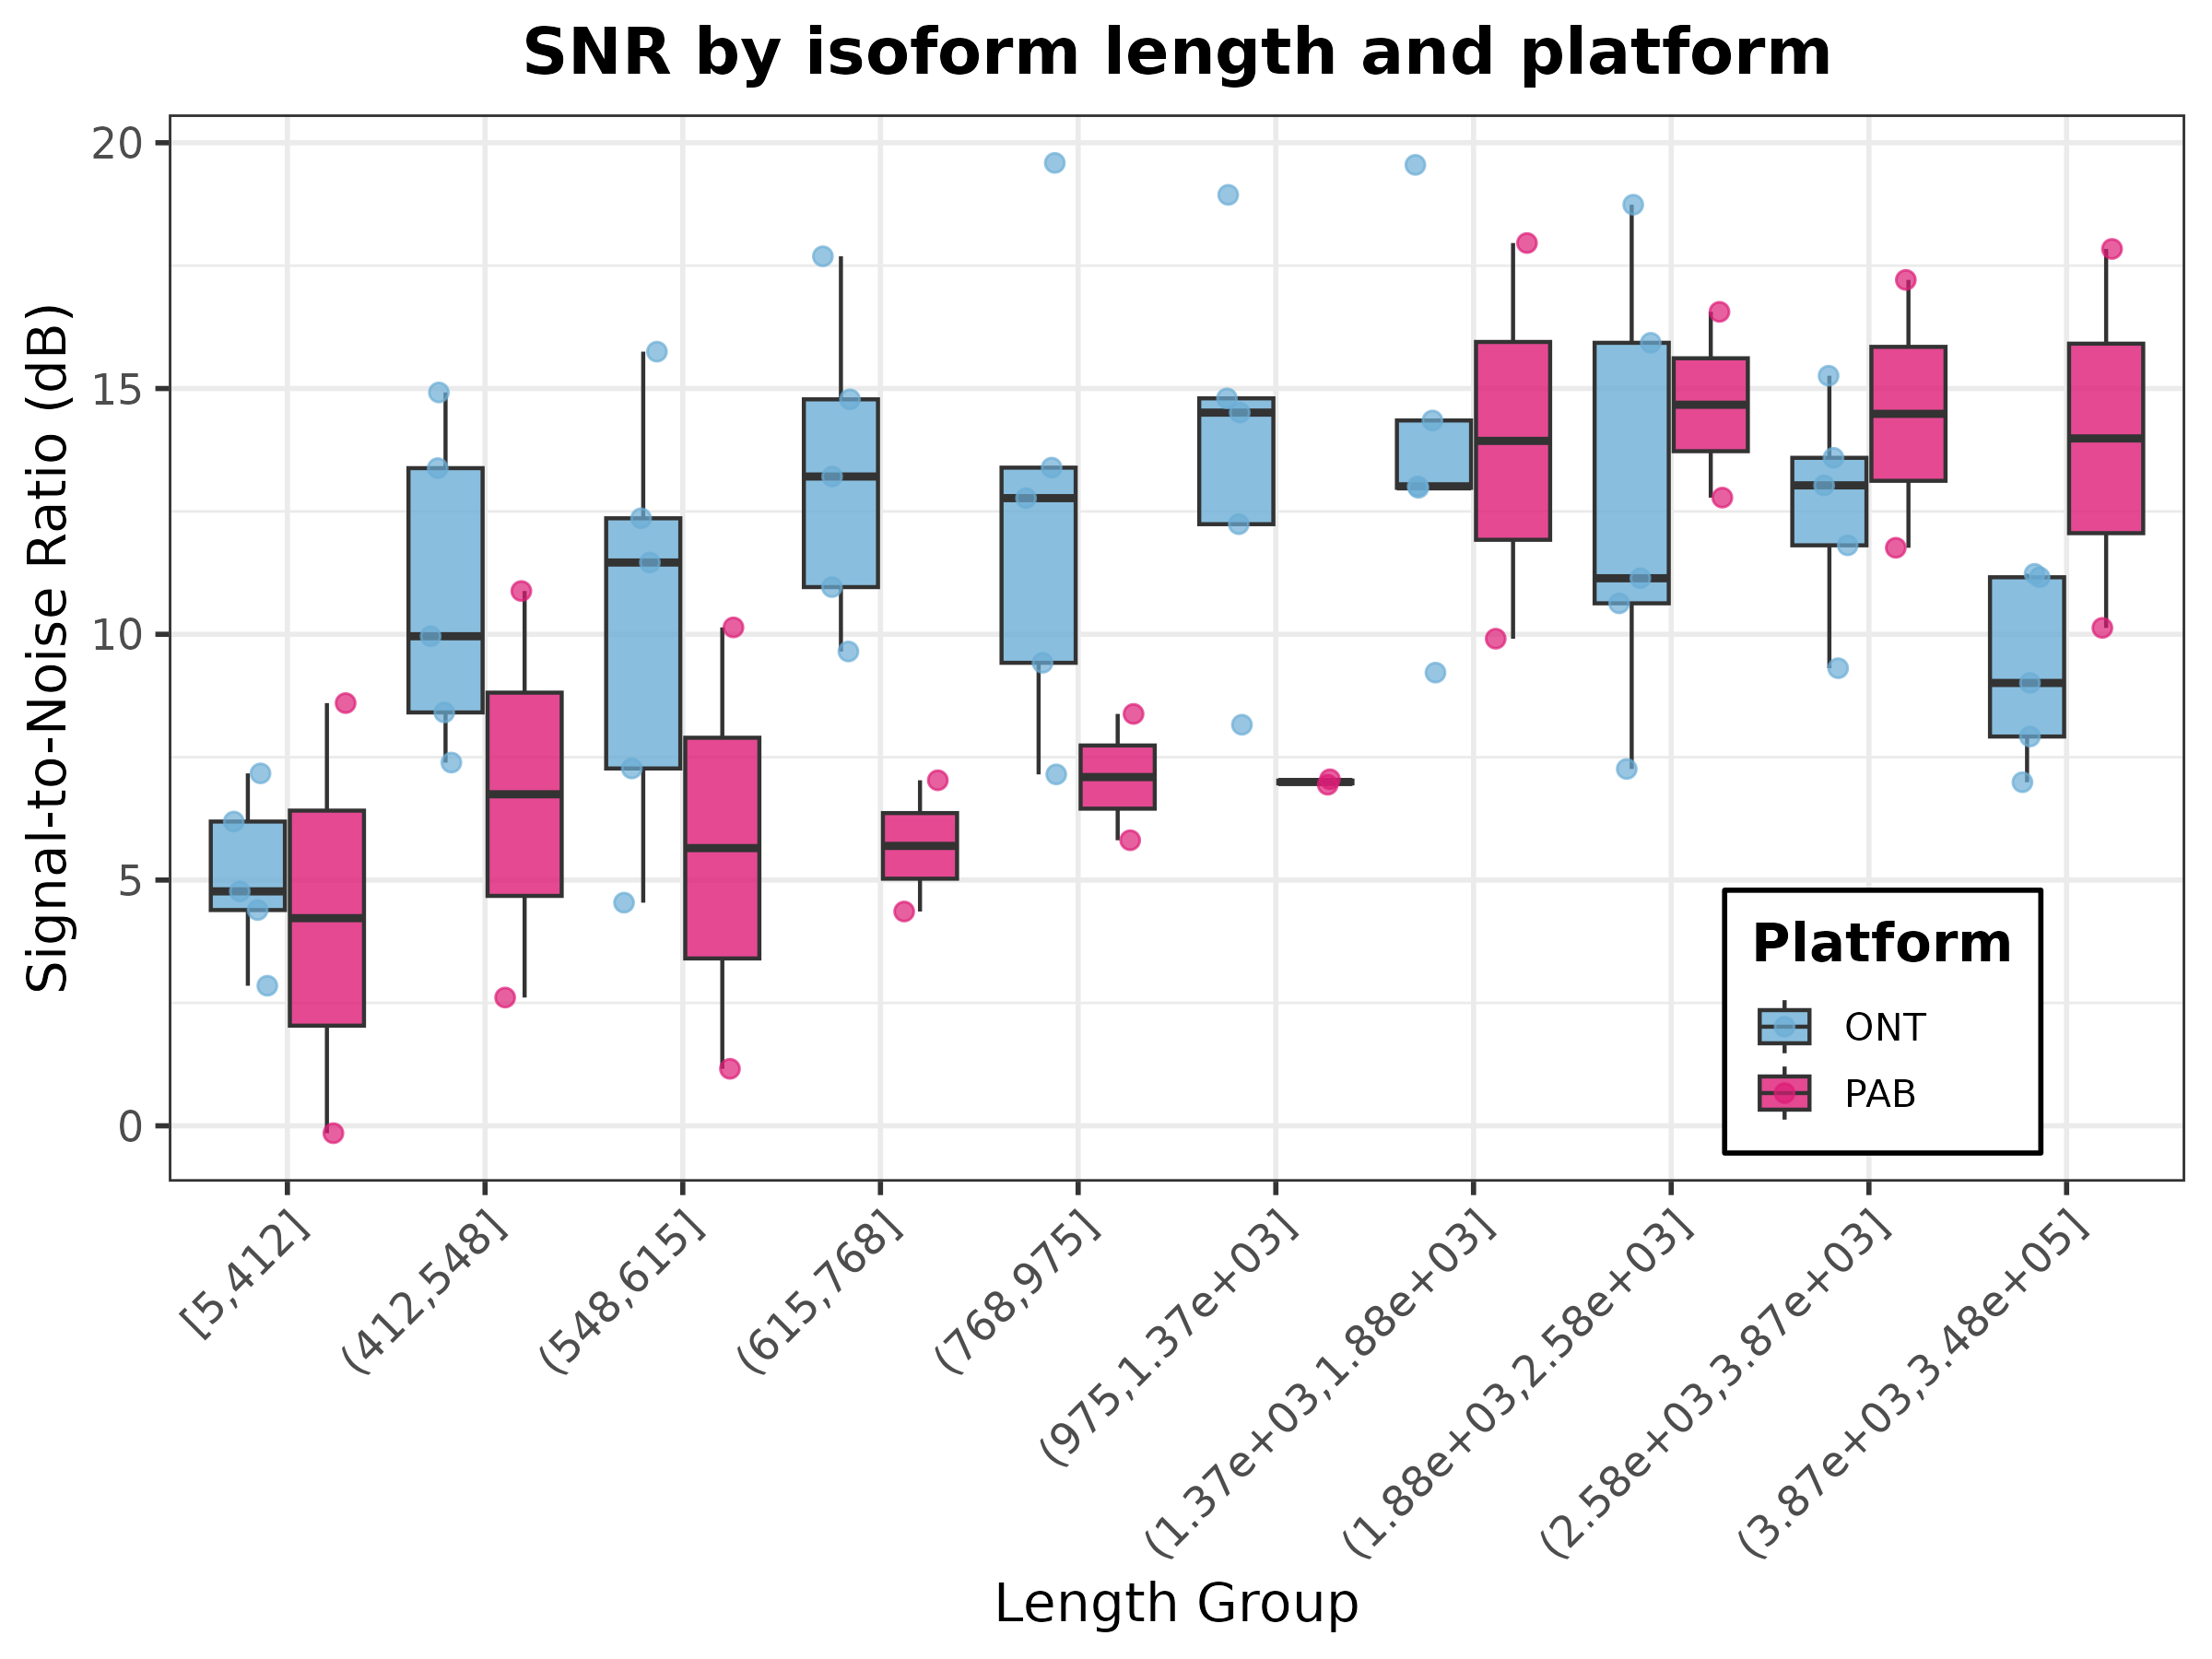 SNR by isoform length and platform
Signal-to-Noise Ratio (dB)
20
15
10
5
0
Platform
ONT
PAB
[5,412]
(412,548]
(548,615]
(615,768]
(768,975]
(975,1.37e+03]
(1.37e+03,1.88e+03]
(1.88e+03,2.58e+03]
(2.58e+03,3.87e+03]
(3.87e+03,3.48e+05]
Length Group